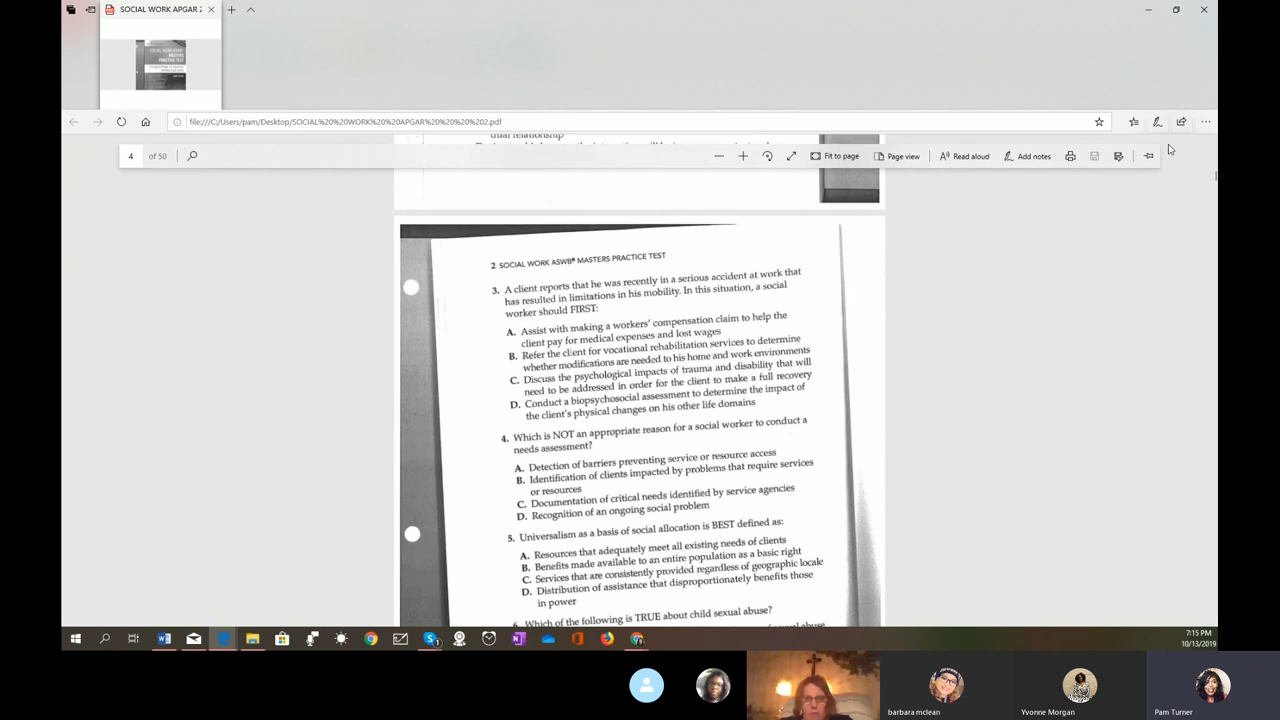 SOCIAL WORK APGAR 2
SOCIAL WORK ASWB®
MASTERS
PRACTICE TEST
file:///C:/Users/pam/Desktop/SOCIAL%20%20WORK%20%20APGAR%20%20%20%202.pdf
dual relationship
4 of 50
Fit to page
Page view
Read aloud
Add notes
2 SOCIAL WORK ASWB® MASTERS PRACTICE TEST
3. A client reports that he was recently in a serious accident at work that
has resulted in limitations in his mobility. In this situation, a social
worker should FIRST:
A. Assist with making a workers' compensation claim to help the
client pay for medical expenses and lost wages
B. Refer the client for vocational rehabilitation services to determine
whether modifications are needed to his home and work environments
C. Discuss the psychological impacts of trauma and disability that will
need to be addressed in order for the client to make a full recovery
D. Conduct a biopsychosocial assessment to determine the impact of
the client's physical changes on his other life domains
4. Which is NOT an appropriate reason for a social worker to conduct a
needs assessment?
A. Detection of barriers preventing service or resource access
B. Identification of clients impacted by problems that require services
or resources
C. Documentation of critical needs identified by service agencies
D. Recognition of an ongoing social problem
5. Universalism as a basis of social allocation is BEST defined as:
A. Resources that adequately meet all existing needs of clients
B. Benefits made available to an entire population as a basic right
C. Services that are consistently provided regardless of geographic locale
D. Distribution of assistance that disproportionately benefits those
in power
6. Which of the following is TRUE about child sexual abuse?
7:15 PM
10/13/2019
barbara mclean
Yvonne Morgan
Pam Turner